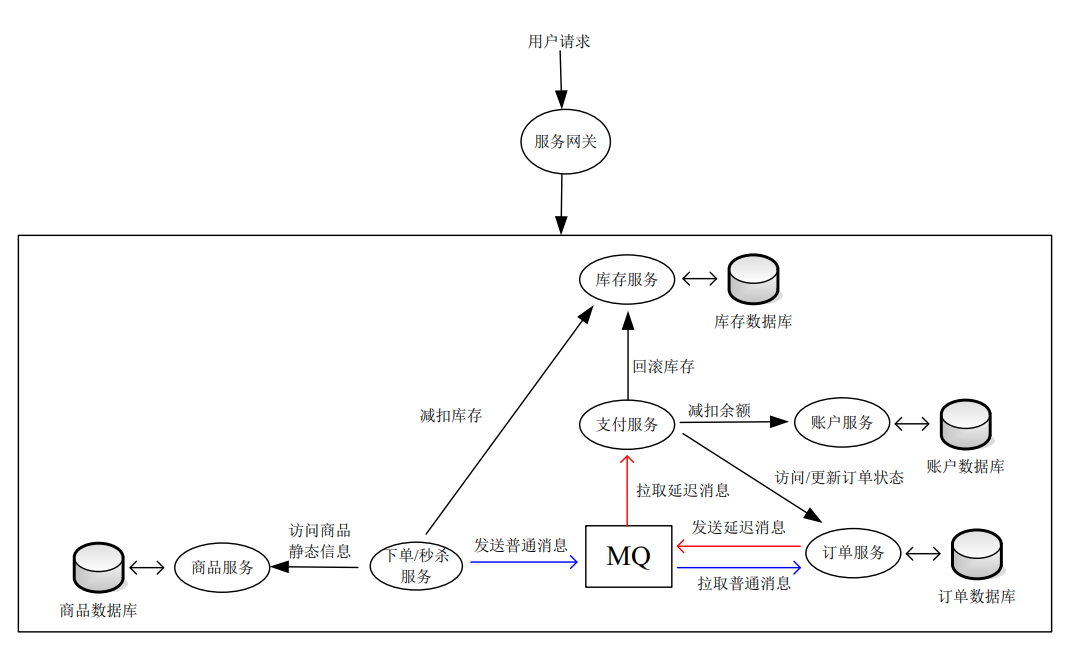 用户请求
服务网关
库存服务
库存数据库
回滚库存
减扣库存
支付服务
减扣余额
账户服务
账户数据库
访问/更新订单状态
拉取延迟消息
访问商品
静态信息
发送普通消息
发送延迟消息
MQ
下单/秒杀
服务
订单服务
商品服务
拉取普通消息
商品数据库
订单数据库